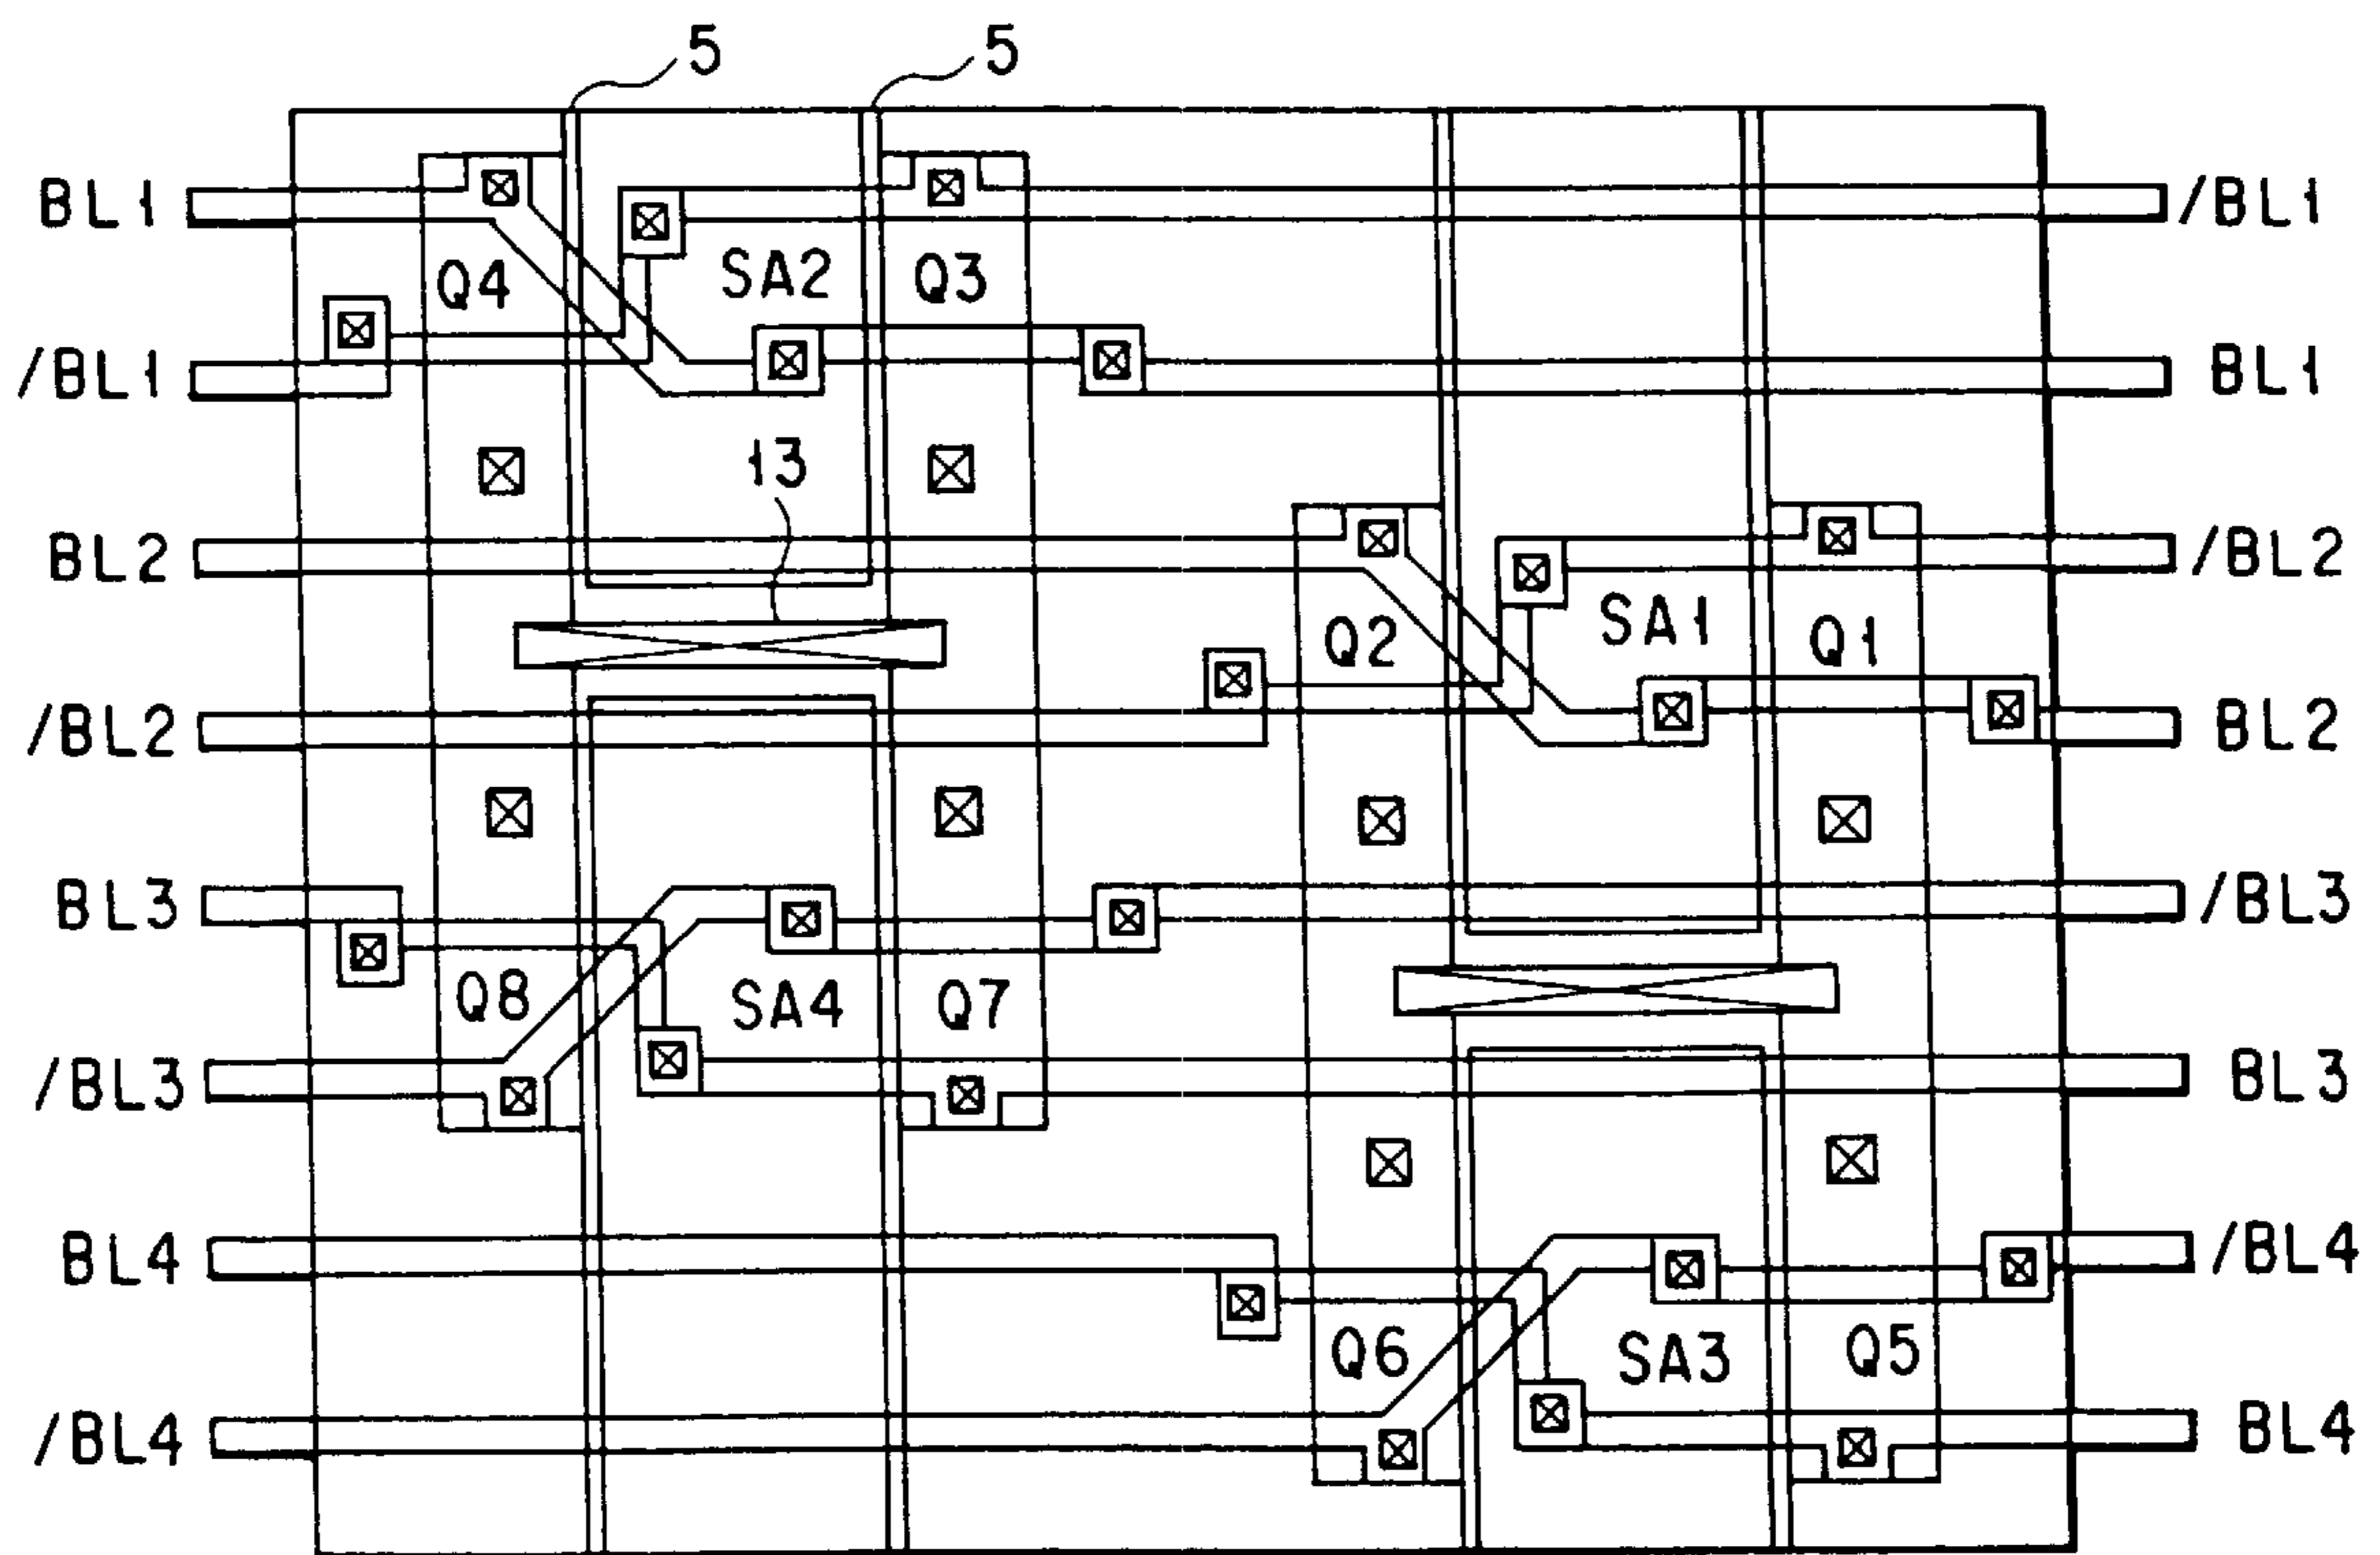 5 5
BL1 /BL1
Q4 SA2 Q3
/BL1 BL1
13
BL2 /BL2
Q2 SA1 Q1
/BL2 BL2
BL3 /BL3
Q8 SA4 Q7
/BL3 BL3
BL4 /BL4
Q6 SA3 Q5
/BL4 BL4